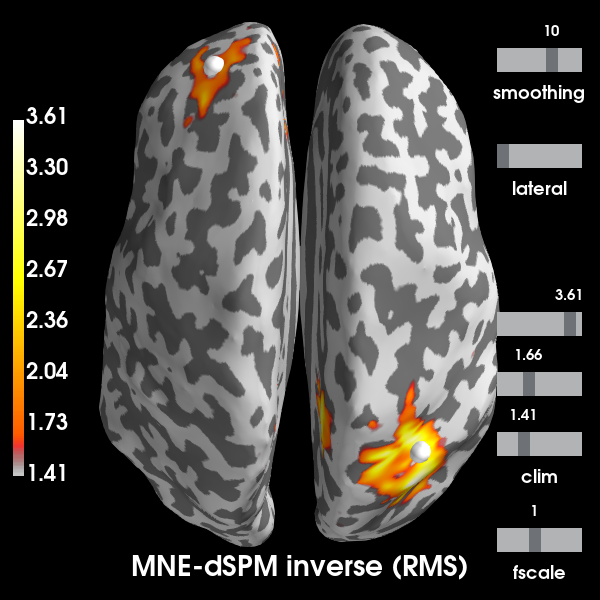 10
smoothing
lateral
3.61
3.30
2.98
2.67
2.36
2.04
1.73
1.41
3.61
1.66
1.41
clim
1
fscale
MNE-dSPM inverse (RMS)